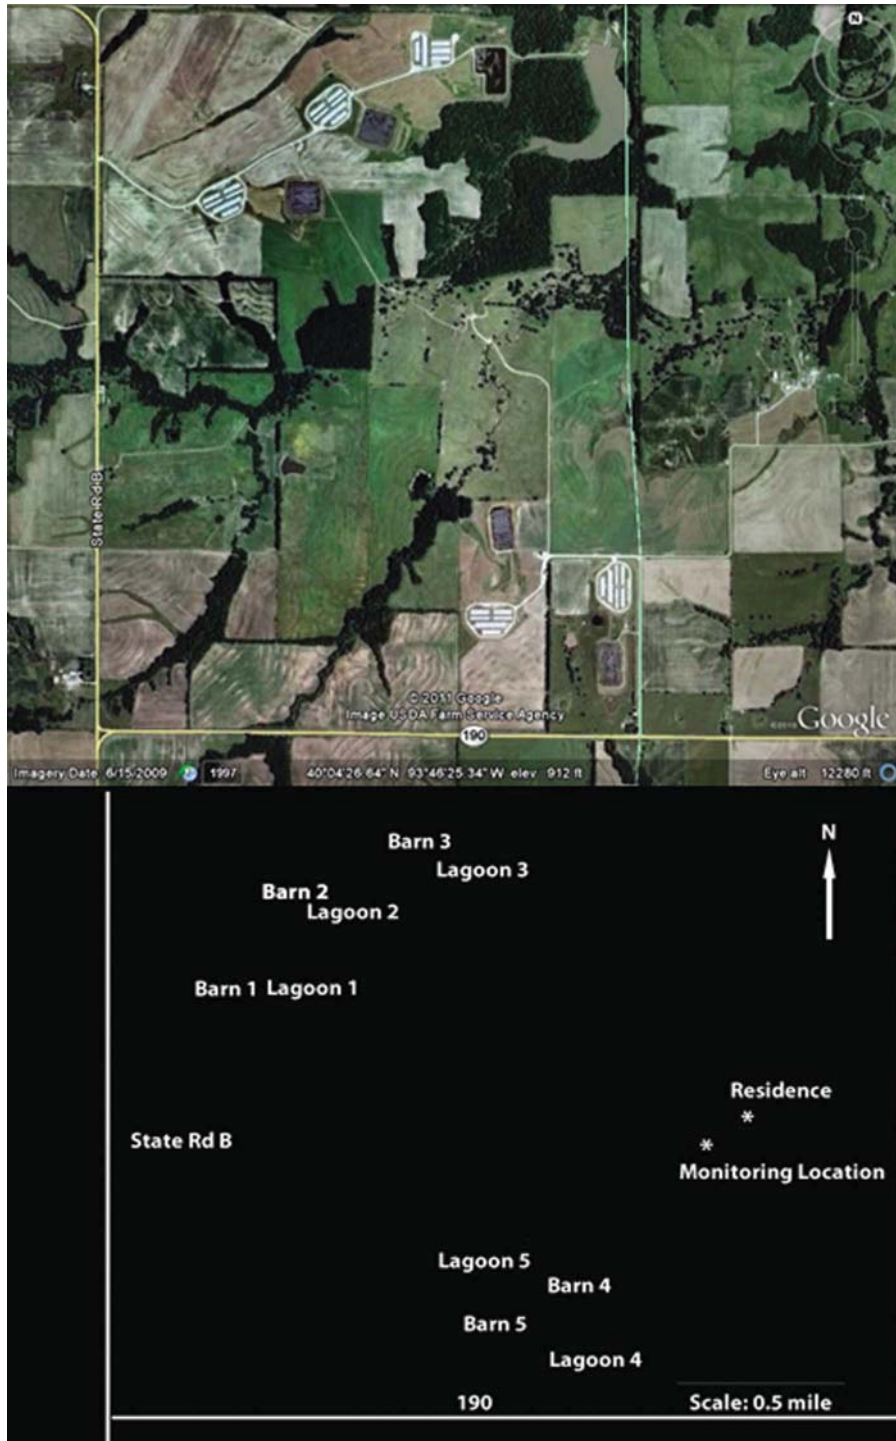 N
State Rd B
© 2011 Google
Image USDA Farm Service Agency
190
Google
Imagery Date 6/15/2009 1997 40°04'26.64" N 93°46'25.34" W elev 912 ft Eye alt 12280 ft
Barn 3
N
Lagoon 3
Barn 2
Lagoon 2
Barn 1 Lagoon 1
Residence
*
State Rd B
*
Monitoring Location
Lagoon 5
Barn 4
Barn 5
Lagoon 4
190 Scale: 0.5 mile